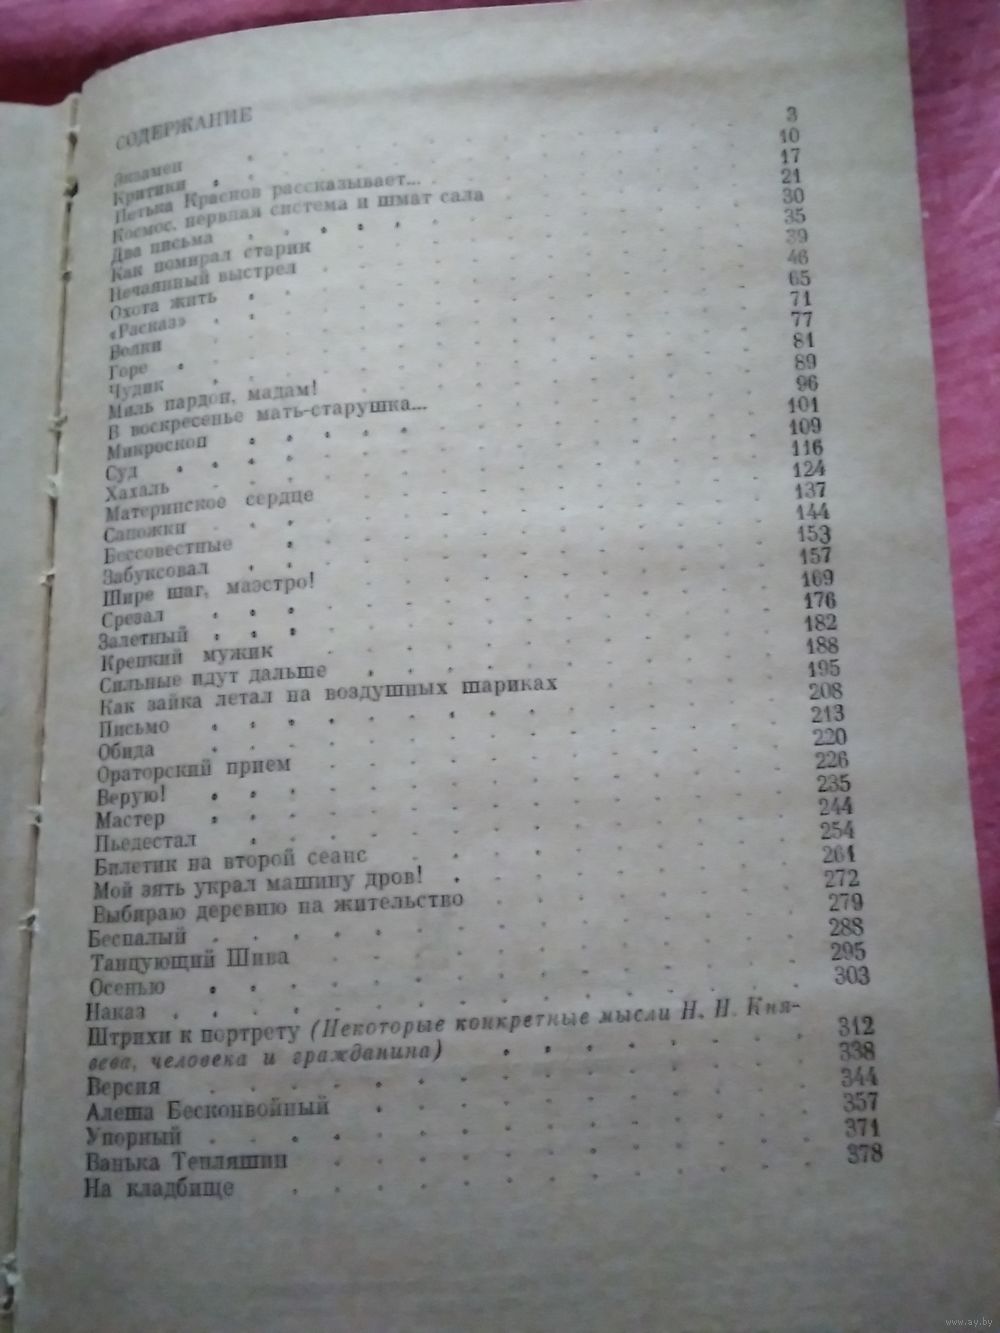 СОДЕРЖАНИЕ
Экзамен 3
Критики 10
Петька Краснов рассказывает... 17
Космос, нервная система и шмат сала 21
Два письма 30
Как помирал старик 35
Нечаянный выстрел 39
Охота жить 46
«Раскас» 65
Волки 71
Горе 77
Чудик 81
Миль пардон, мадам! 89
В воскресенье мать-старушка... 96
Микроскоп 101
Суд 109
Хахаль 116
Материнское сердце 124
Сапожки 137
Бессовестные 144
Забуксовал 153
Шире шаг, маэстро! 157
Срезал 169
Залетный 176
Крепкий мужик 182
Сильные идут дальше 188
Как зайка летал на воздушных шариках 195
Письмо 208
Обида 213
Ораторский прием 220
Верую! 226
Мастер 235
Пьедестал 244
Билетик на второй сеанс 254
Мой зять украл машину дров! 261
Выбираю деревню на жительство 272
Беспалый 279
Танцующий Шива 288
Осенью 295
Наказ 303
Штрихи к портрету (Некоторые конкретные мысли Н. Н. Кня-
зева, человека и гражданина) 312
Версия 338
Алеша Бесконвойный 344
Упорный 357
Ванька Тепляшин 371
На кладбище 378
www.ay.by